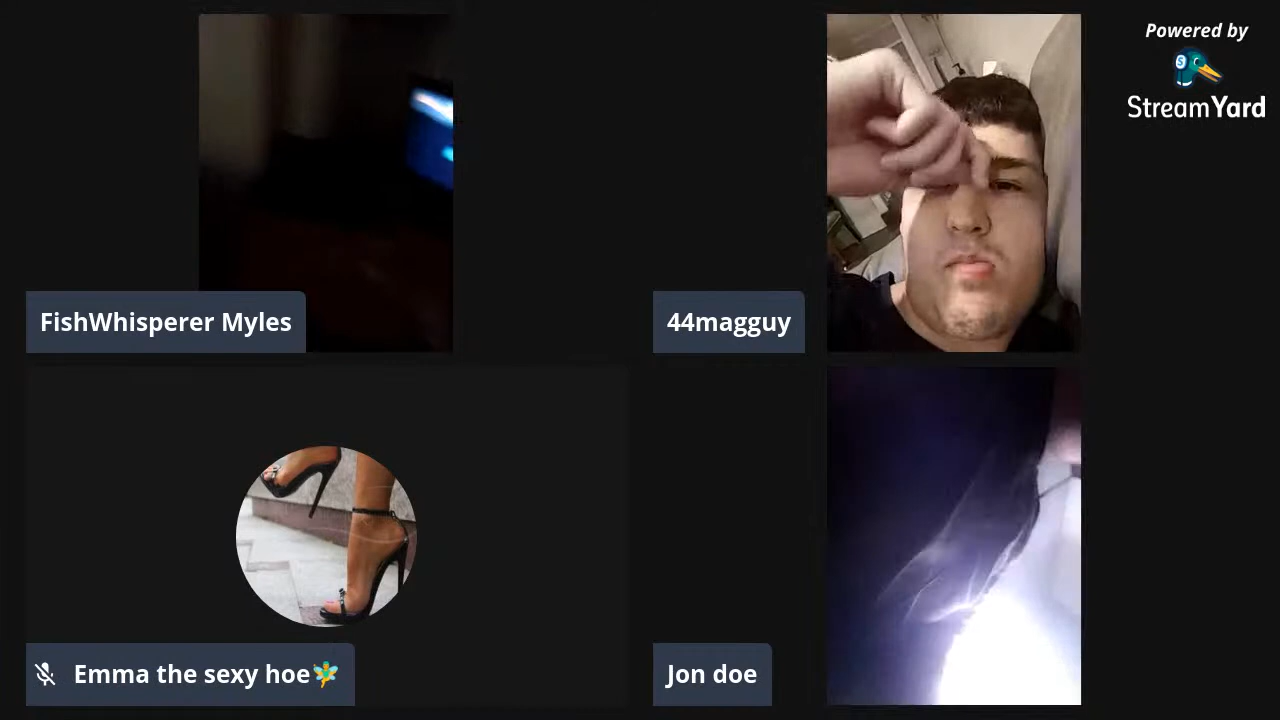 Powered by
StreamYard
FishWhisperer Myles
44magguy
Emma the sexy hoe🧚
Jon doe